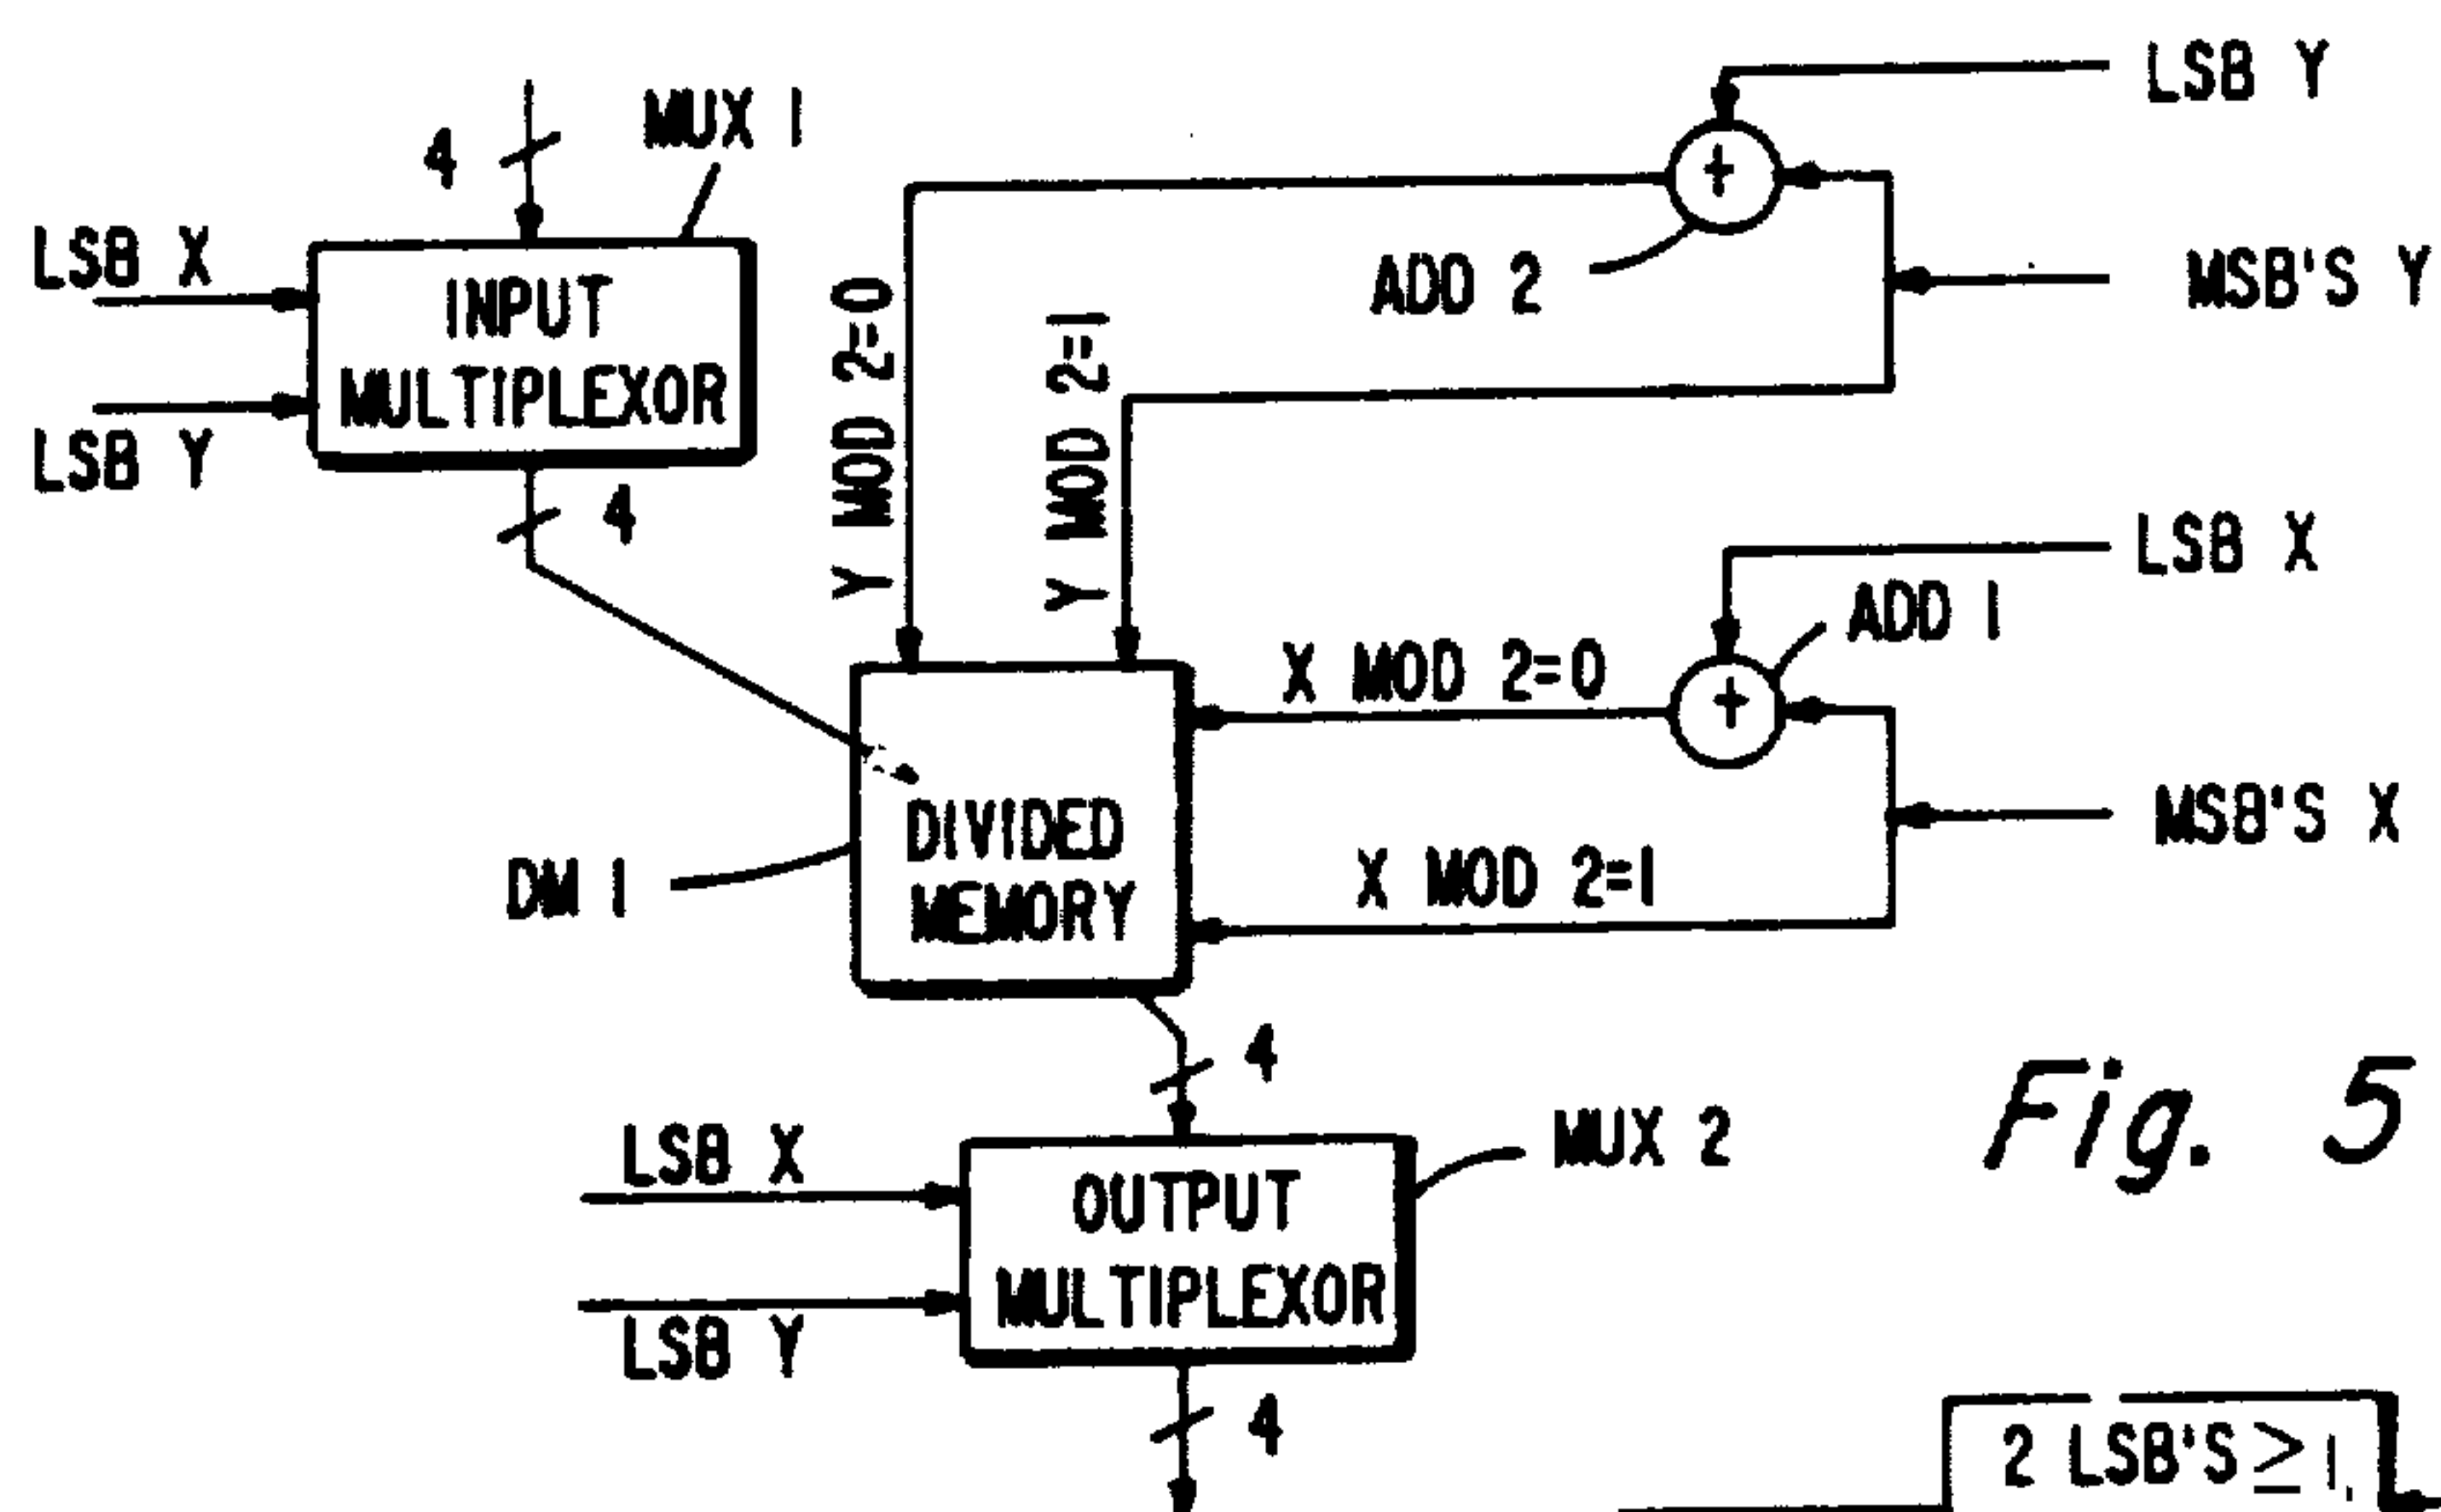 LSB Y
MUX 1
4
LSB X
INPUT
MULTIPLEXOR
LSB Y
ADD 2
MSB'S Y
Y MOD 2=0
Y MOD 2=1
4
LSB X
ADD 1
X MOD 2=0
MSB'S X
DIVIDED
MEMORY
DM 1
X MOD 2=1
4
Fig. 5
LSB X
MUX 2
OUTPUT
MULTIPLEXOR
LSB Y
4
2 LSB'S ≥ 1